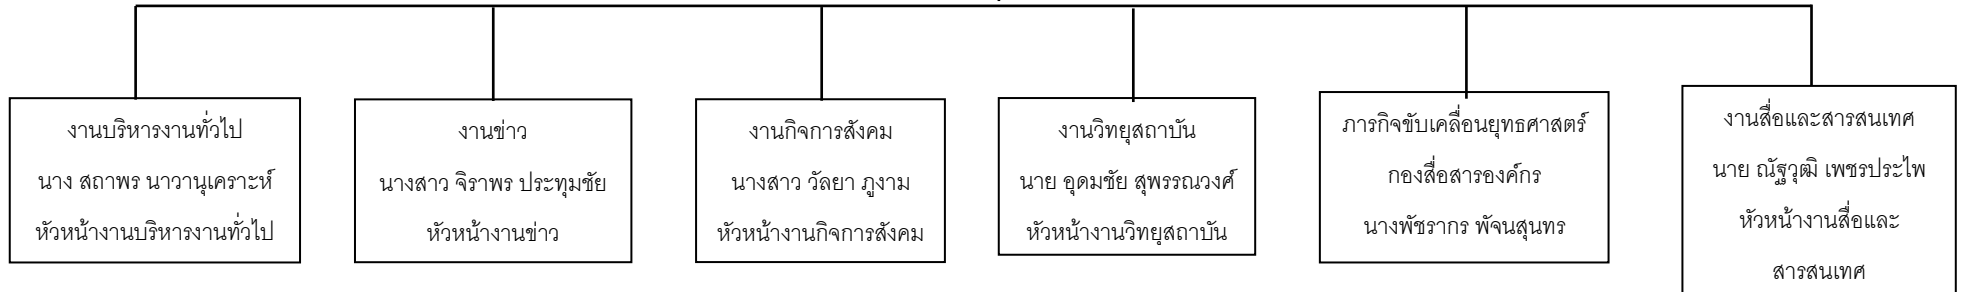 งานบริหารงานทั่วไป
นาง สถาพร นาวานุเคราะห์
หัวหน้างานบริหารงานทั่วไป
งานข่าว
นางสาว จิราพร ประทุมชัย
หัวหน้างานข่าว
งานกิจการสังคม
นางสาว วัลยา ภูงาม
หัวหน้างานกิจการสังคม
งานวิทยุสถาบัน
นาย อุดมชัย สุพรรณวงศ์
หัวหน้างานวิทยุสถาบัน
ภารกิจขับเคลื่อนยุทธศาสตร์
กองสื่อสารองค์กร
นางพัชรากร พัจนสุนทร
งานสื่อและสารสนเทศ
นาย ณัฐวุฒิ เพชรประไพ
หัวหน้างานสื่อและ
สารสนเทศ